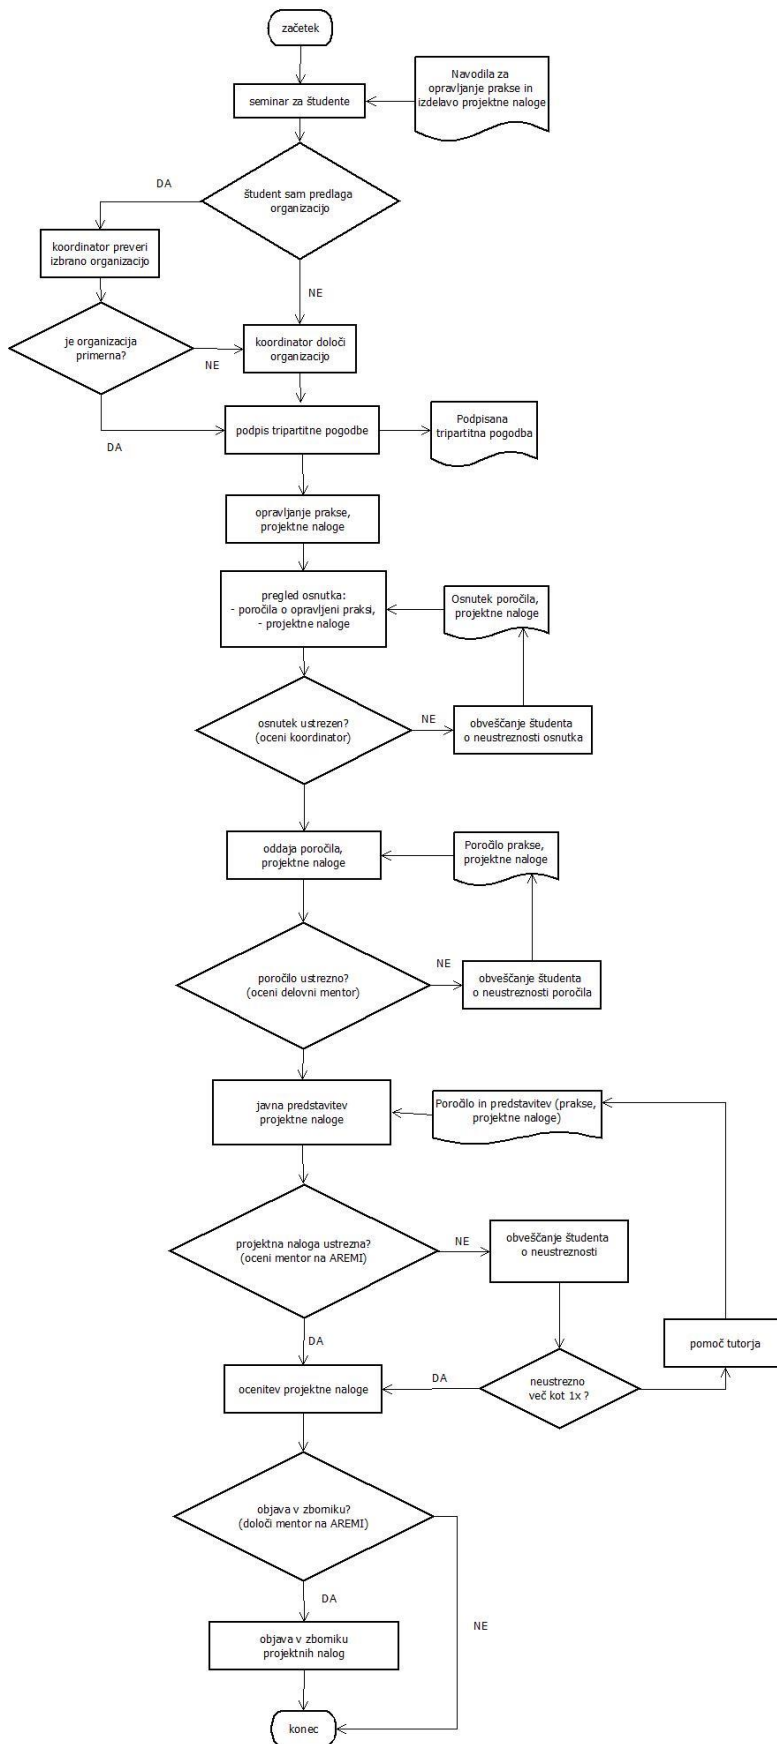 začetek
seminar za študente
Navodila za
opravljanje prakse in
izdelavo projektne naloge
DA
študent sam predlaga
organizacijo
koordinator preveri
izbrano organizacijo
NE
je organizacija
primerna?
NE
koordinator določi
organizacijo
DA
podpis tripartitne pogodbe
Podpisana
tripartitna pogodba
opravljanje prakse,
projektne naloge
pregled osnutka:
- poročila o opravljeni praksi,
- projektne naloge
Osnutek poročila,
projektne naloge
osnutek ustrezen?
(oceni koordinator)
NE
obveščanje študenta
o neustreznosti osnutka
oddaja poročila,
projektne naloge
Poročilo prakse,
projektne naloge
poročilo ustrezno?
(oceni delovni mentor)
NE
obveščanje študenta
o neustreznosti poročila
javna predstavitev
projektne naloge
Poročilo in predstavitev (prakse,
projektne naloge)
projektna naloga ustrezna?
(oceni mentor na AREMI)
NE
obveščanje študenta
o neustreznosti
DA
pomoč tutorja
ocenitev projektne naloge
DA
neustrezno
več kot 1x ?
objava v zborniku?
(določi mentor na AREMI)
DA
NE
objava v zborniku
projektnih nalog
konec